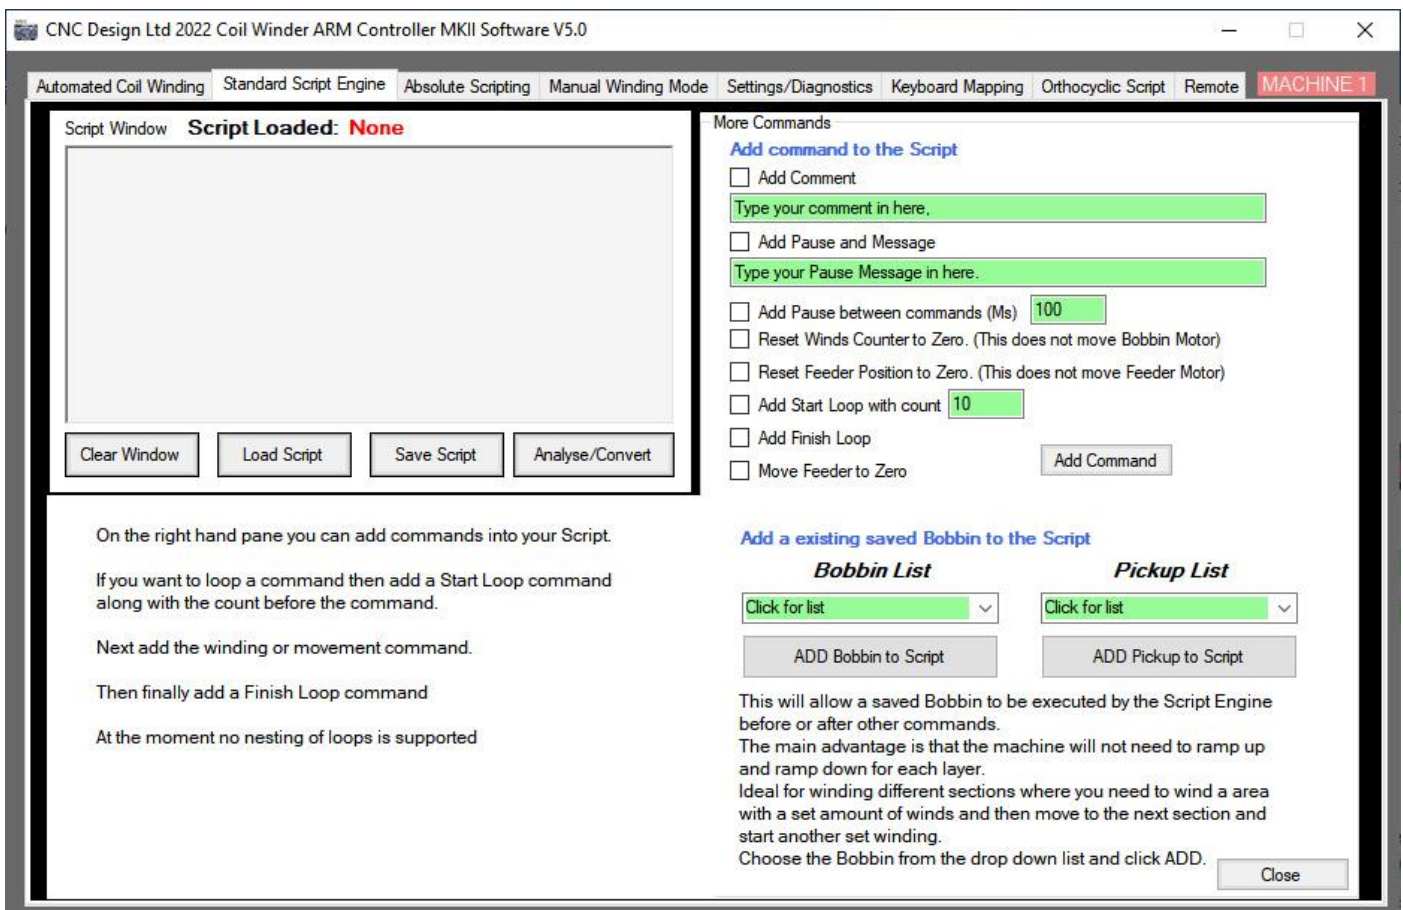 CNC Design Ltd 2022 Coil Winder ARM Controller MKII Software V5.0
Automated Coil Winding
Standard Script Engine
Absolute Scripting
Manual Winding Mode
Settings/Diagnostics
Keyboard Mapping
Orthocyclic Script
Remote
MACHINE 1
Script Window Script Loaded: None
Clear Window
Load Script
Save Script
Analyse/Convert
On the right hand pane you can add commands into your Script.
If you want to loop a command then add a Start Loop command
along with the count before the command.
Next add the winding or movement command.
Then finally add a Finish Loop command
At the moment no nesting of loops is supported
More Commands
Add command to the Script
Add Comment
Type your comment in here,
Add Pause and Message
Type your Pause Message in here.
Add Pause between commands (Ms) 100
Reset Winds Counter to Zero. (This does not move Bobbin Motor)
Reset Feeder Position to Zero. (This does not move Feeder Motor)
Add Start Loop with count 10
Add Finish Loop
Move Feeder to Zero
Add Command
Add a existing saved Bobbin to the Script
Bobbin List
Pickup List
Click for list
Click for list
ADD Bobbin to Script
ADD Pickup to Script
This will allow a saved Bobbin to be executed by the Script Engine
before or after other commands.
The main advantage is that the machine will not need to ramp up
and ramp down for each layer.
Ideal for winding different sections where you need to wind a area
with a set amount of winds and then move to the next section and
start another set winding.
Choose the Bobbin from the drop down list and click ADD.
Close